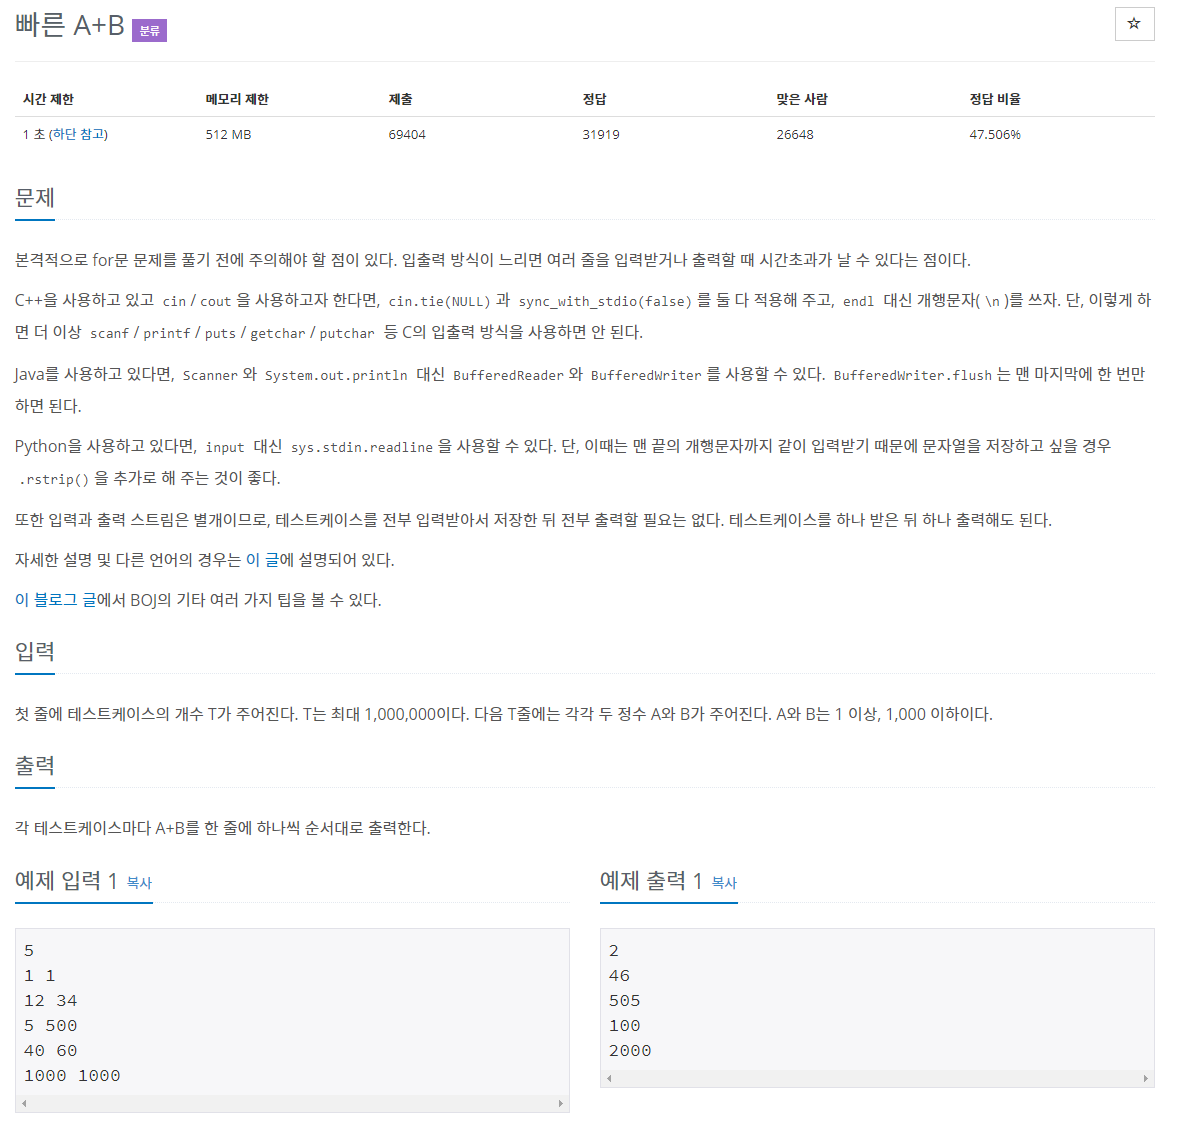 빠른 A+B 분류
☆
시간 제한 메모리 제한 제출 정답 맞은 사람 정답 비율
1 초 (하단 참고) 512 MB 69404 31919 26648 47.506%
문제
본격적으로 for문 문제를 풀기 전에 주의해야 할 점이 있다. 입출력 방식이 느리면 여러 줄을 입력받거나 출력할 때 시간초과가 날 수 있다는 점이다.
C++을 사용하고 있고 cin / cout 을 사용하고자 한다면, cin.tie(NULL) 과 sync_with_stdio(false) 를 둘 다 적용해 주고, endl 대신 개행문자( \n )를 쓰자. 단, 이렇게 하
면 더 이상 scanf / printf / puts / getchar / putchar 등 C의 입출력 방식을 사용하면 안 된다.
Java를 사용하고 있다면, Scanner 와 System.out.println 대신 BufferedReader 와 BufferedWriter 를 사용할 수 있다. BufferedWriter.flush 는 맨 마지막에 한 번만
하면 된다.
Python을 사용하고 있다면, input 대신 sys.stdin.readline 을 사용할 수 있다. 단, 이때는 맨 끝의 개행문자까지 같이 입력받기 때문에 문자열을 저장하고 싶을 경우
.rstrip() 을 추가로 해 주는 것이 좋다.
또한 입력과 출력 스트림은 별개이므로, 테스트케이스를 전부 입력받아서 저장한 뒤 전부 출력할 필요는 없다. 테스트케이스를 하나 받은 뒤 하나 출력해도 된다.
자세한 설명 및 다른 언어의 경우는 이 글에 설명되어 있다.
이 블로그 글에서 BOJ의 기타 여러 가지 팁을 볼 수 있다.
입력
첫 줄에 테스트케이스의 개수 T가 주어진다. T는 최대 1,000,000이다. 다음 T줄에는 각각 두 정수 A와 B가 주어진다. A와 B는 1 이상, 1,000 이하이다.
출력
각 테스트케이스마다 A+B를 한 줄에 하나씩 순서대로 출력한다.
예제 입력 1 복사
5
1 1
12 34
5 500
40 60
1000 1000
예제 출력 1 복사
2
46
505
100
2000